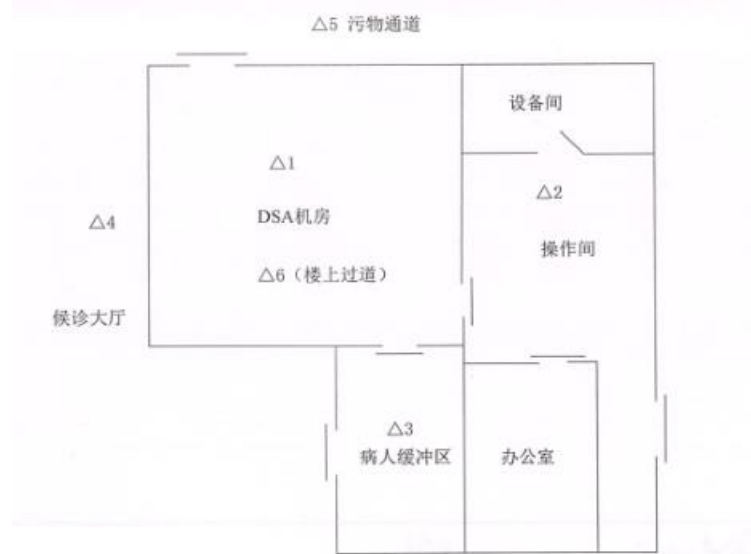 △5 污物通道
设备间
△1
△2
DSA机房
△4
操作间
△6（楼上过道）
候诊大厅
△3
病人缓冲区
办公室